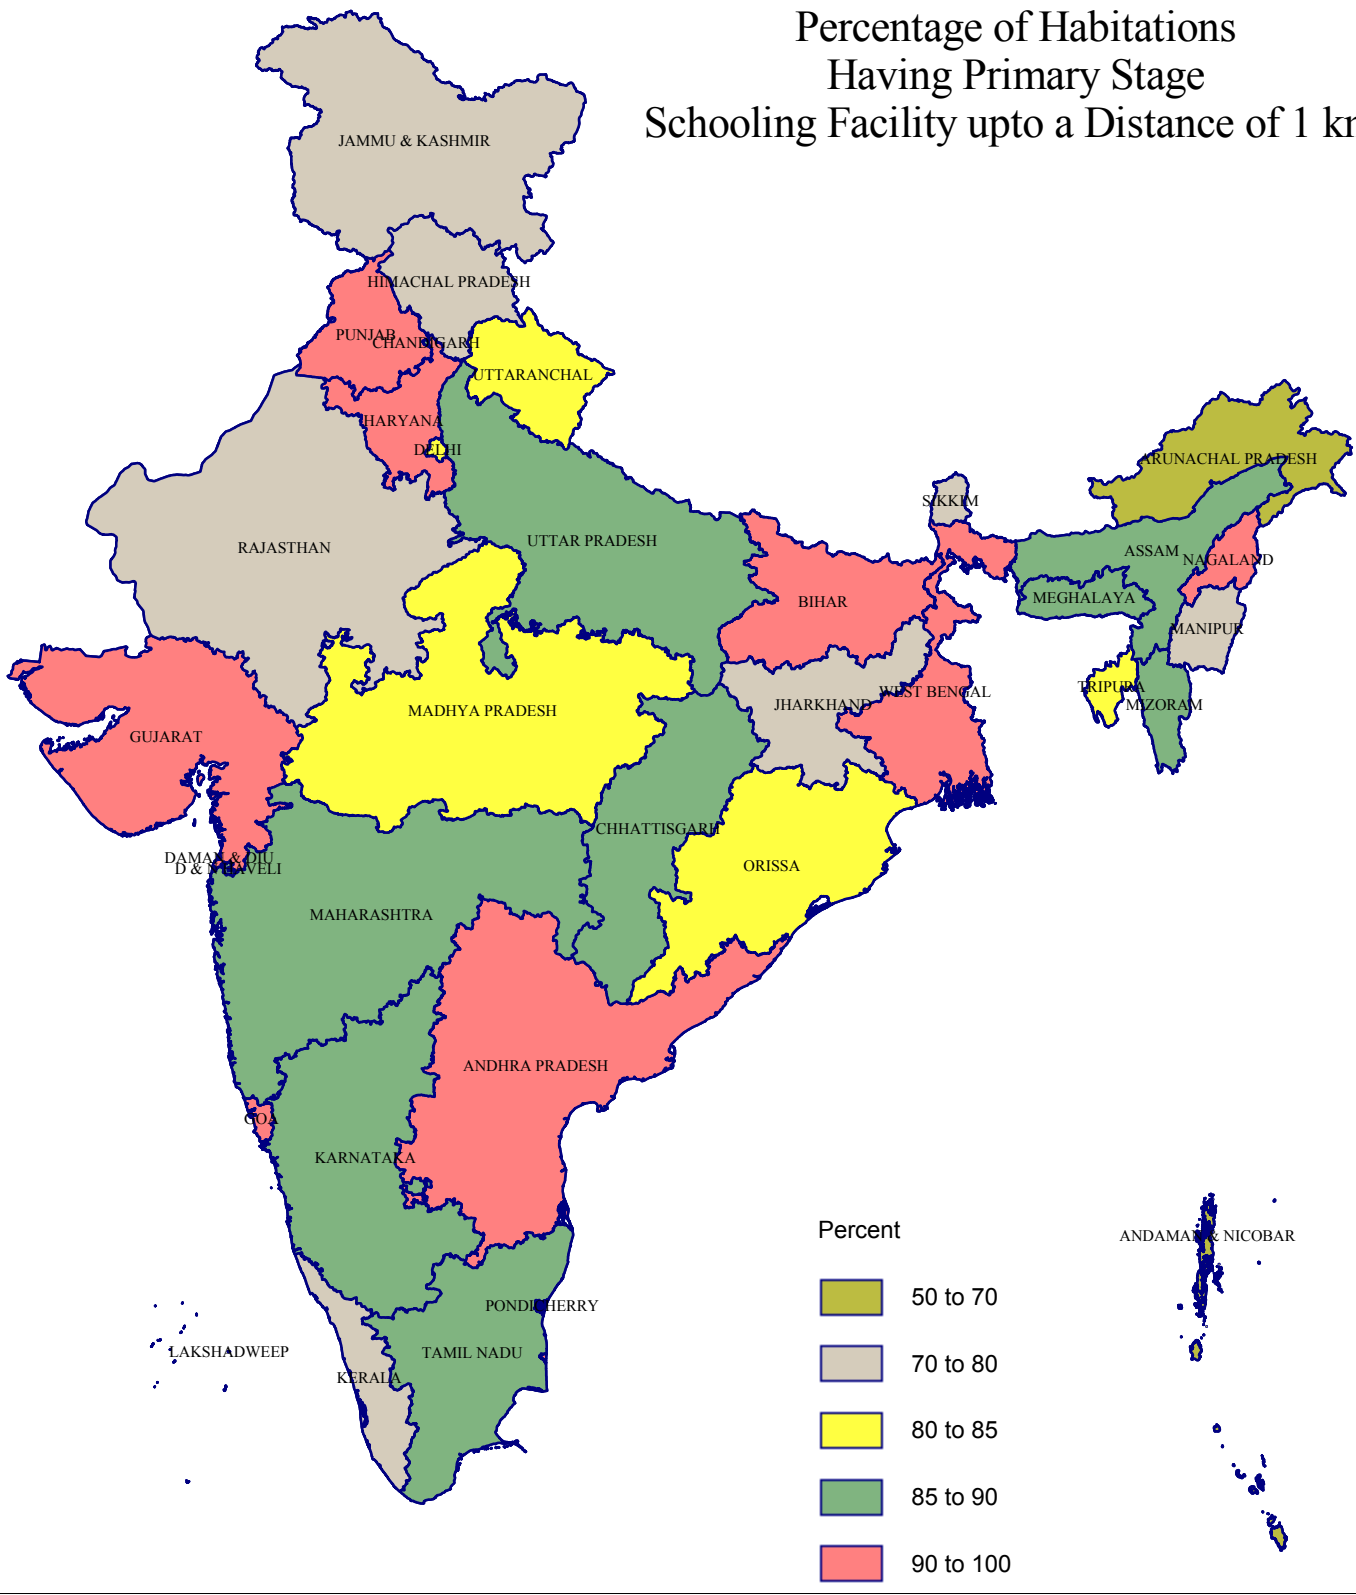 Percentage of Habitations
Having Primary Stage
Schooling Facility upto a Distance of 1 km
JAMMU & KASHMIR
HIMACHAL PRADESH
PUNJAB
CHANDIGARH
UTTARANCHAL
HARYANA
DELHI
ARUNACHAL PRADESH
SIKKIM
RAJASTHAN
UTTAR PRADESH
ASSAM
NAGALAND
BIHAR
MEGHALAYA
MANIPUR
TRIPURA
WEST BENGAL
JHARKHAND
MIZORAM
MADHYA PRADESH
GUJARAT
CHHATTISGARH
DAMAN & DIU
D & N HAVELI
ORISSA
MAHARASHTRA
ANDHRA PRADESH
GOA
KARNATAKA
ANDAMAN & NICOBAR
PONDICHERRY
LAKSHADWEEP
TAMIL NADU
KERALA
Percent
50 to 70
70 to 80
80 to 85
85 to 90
90 to 100